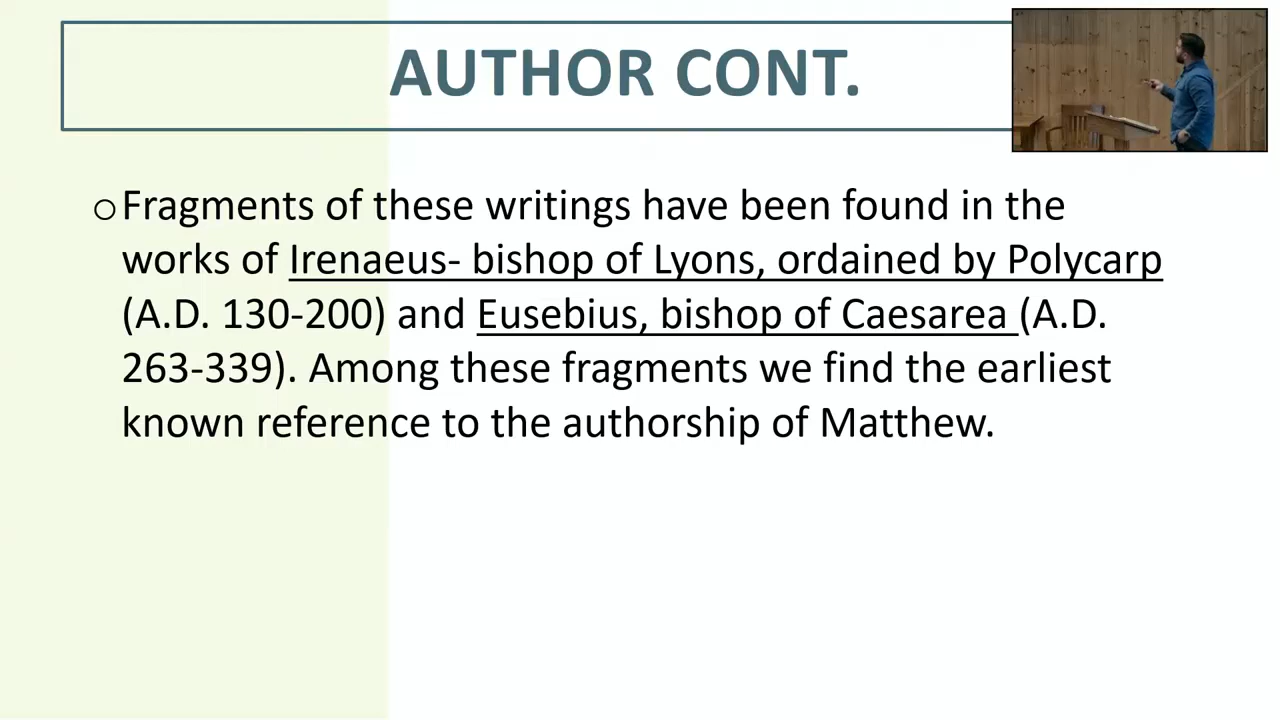 AUTHOR CONT.
oFragments of these writings have been found in the
works of Irenaeus- bishop of Lyons, ordained by Polycarp
(A.D. 130-200) and Eusebius, bishop of Caesarea (A.D.
263-339). Among these fragments we find the earliest
known reference to the authorship of Matthew.